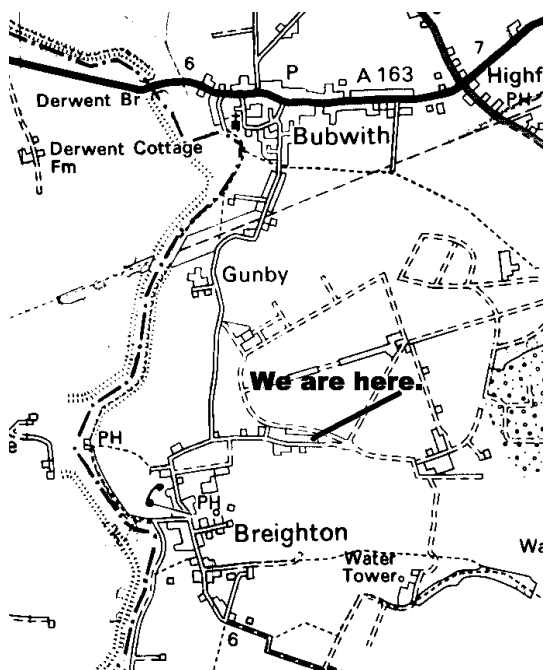 6
P
A 163
7
Highf
PH
Derwent Br
Bubwith
Derwent Cottage
Fm
Gunby
We are here.
PH
PH
Breighton
Water
Tower
Wa
6